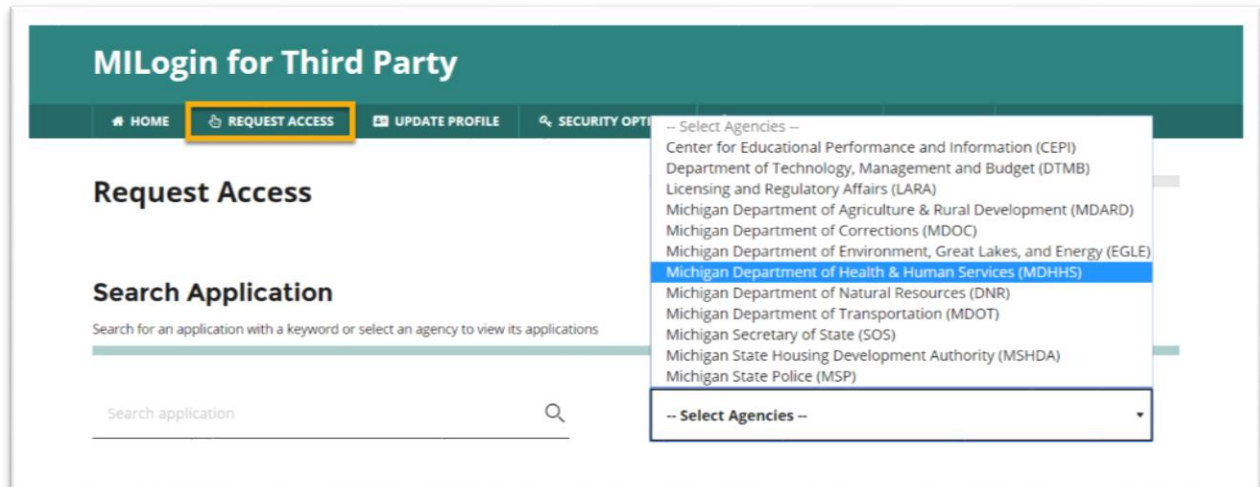 MILogin for Third Party
HOME REQUEST ACCESS UPDATE PROFILE SECURITY OPTI
Request Access
Search Application
Search for an application with a keyword or select an agency to view its applications
Search application
-- Select Agencies --
Center for Educational Performance and Information (CEPI)
Department of Technology, Management and Budget (DTMB)
Licensing and Regulatory Affairs (LARA)
Michigan Department of Agriculture & Rural Development (MDARD)
Michigan Department of Corrections (MDOC)
Michigan Department of Environment, Great Lakes, and Energy (EGLE)
Michigan Department of Health & Human Services (MDHHS)
Michigan Department of Natural Resources (DNR)
Michigan Department of Transportation (MDOT)
Michigan Secretary of State (SOS)
Michigan State Housing Development Authority (MSHDA)
Michigan State Police (MSP)
-- Select Agencies --